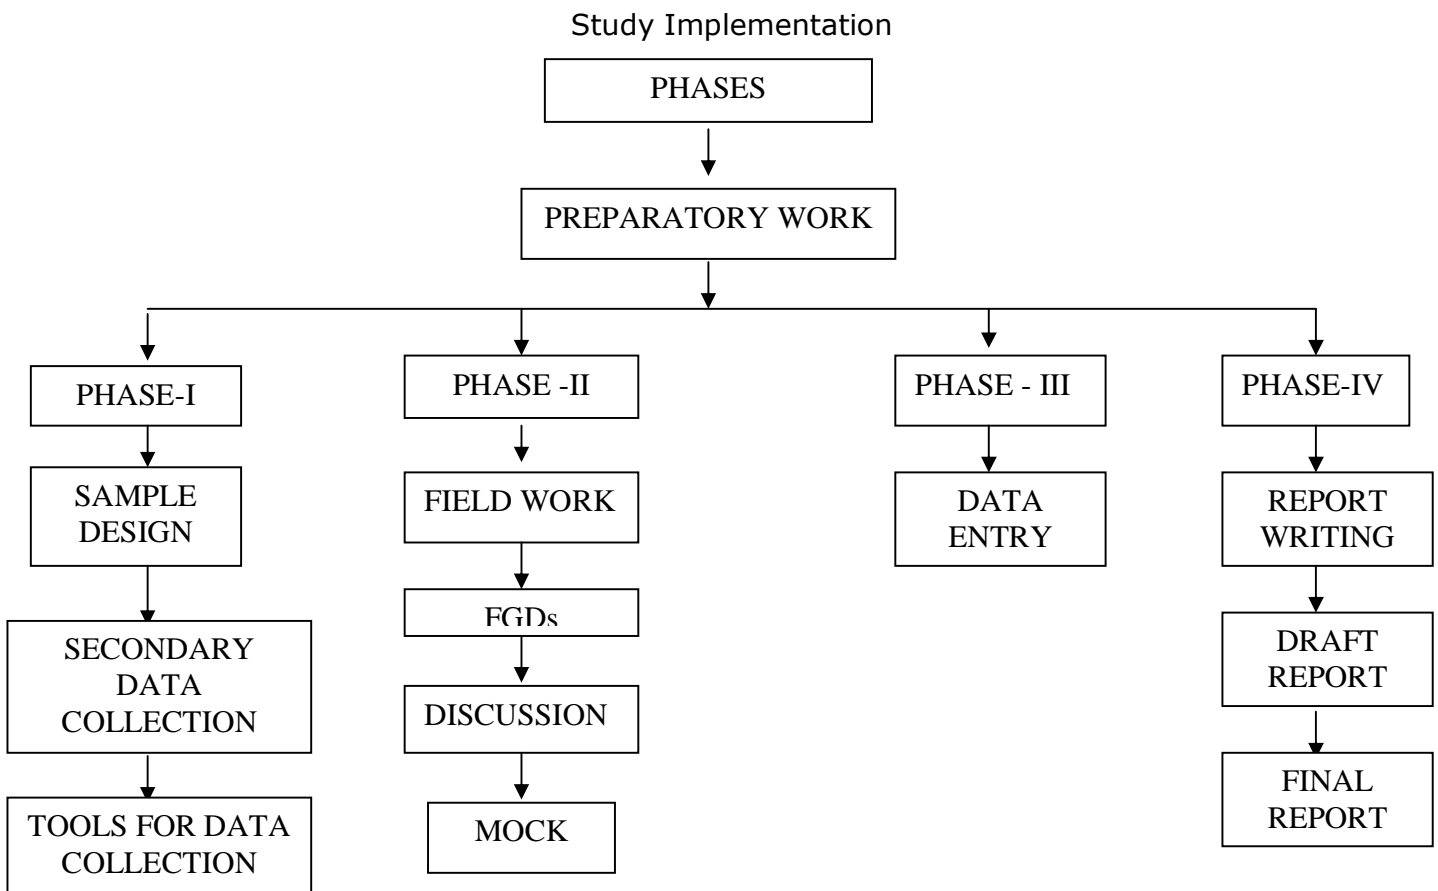 Study Implementation
PHASES
PREPARATORY WORK
PHASE-I
PHASE -II
PHASE - III
PHASE-IV
SAMPLE
DESIGN
FIELD WORK
DATA
ENTRY
REPORT
WRITING
FGDs
SECONDARY
DATA
COLLECTION
DISCUSSION
DRAFT
REPORT
TOOLS FOR DATA
COLLECTION
MOCK
FINAL
REPORT